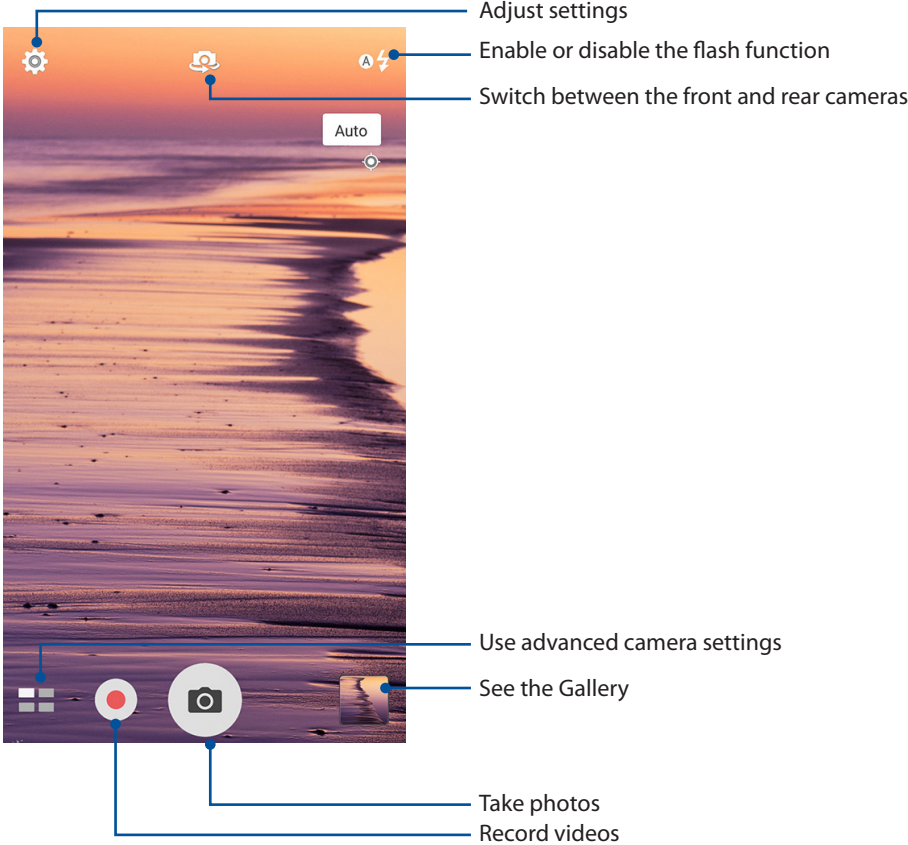 Adjust settings
Enable or disable the flash function
A
Switch between the front and rear cameras
Auto
Use advanced camera settings
See the Gallery
Take photos
Record videos